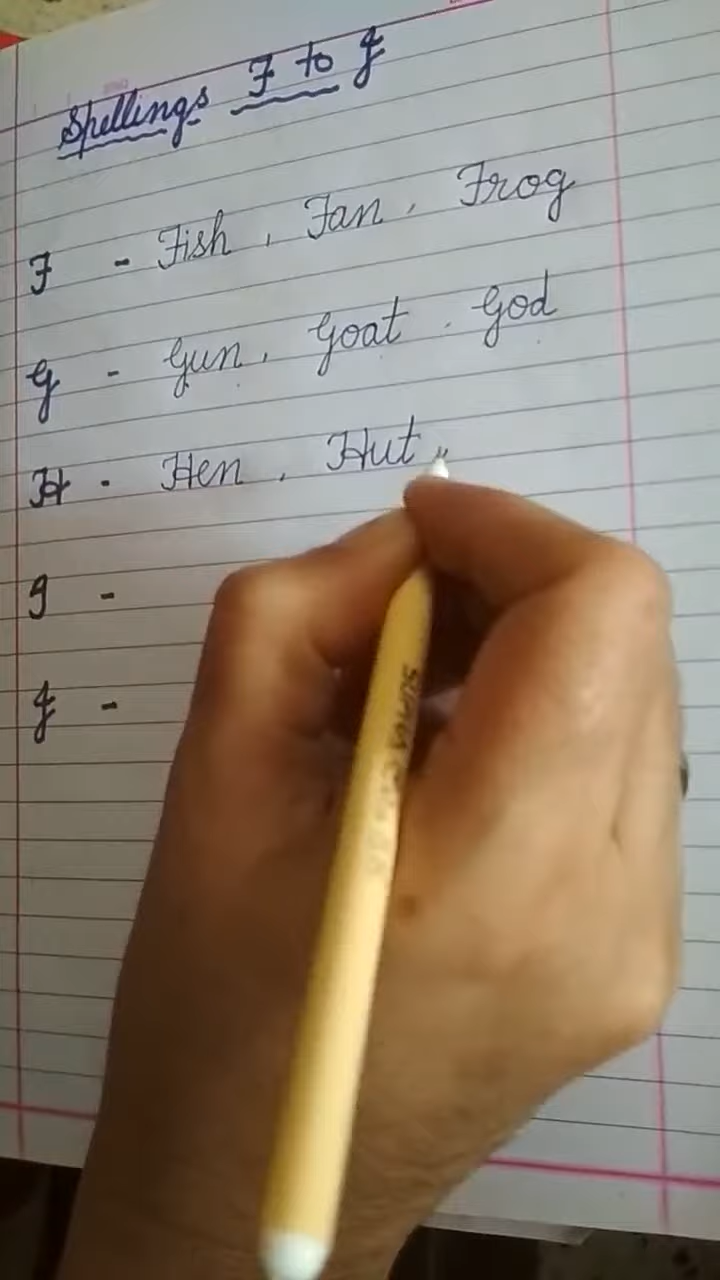 Spellings F to J
F - Fish, Fan, Frog
G - Gun, Goat, God
H - Hen, Hut,
I -
J -